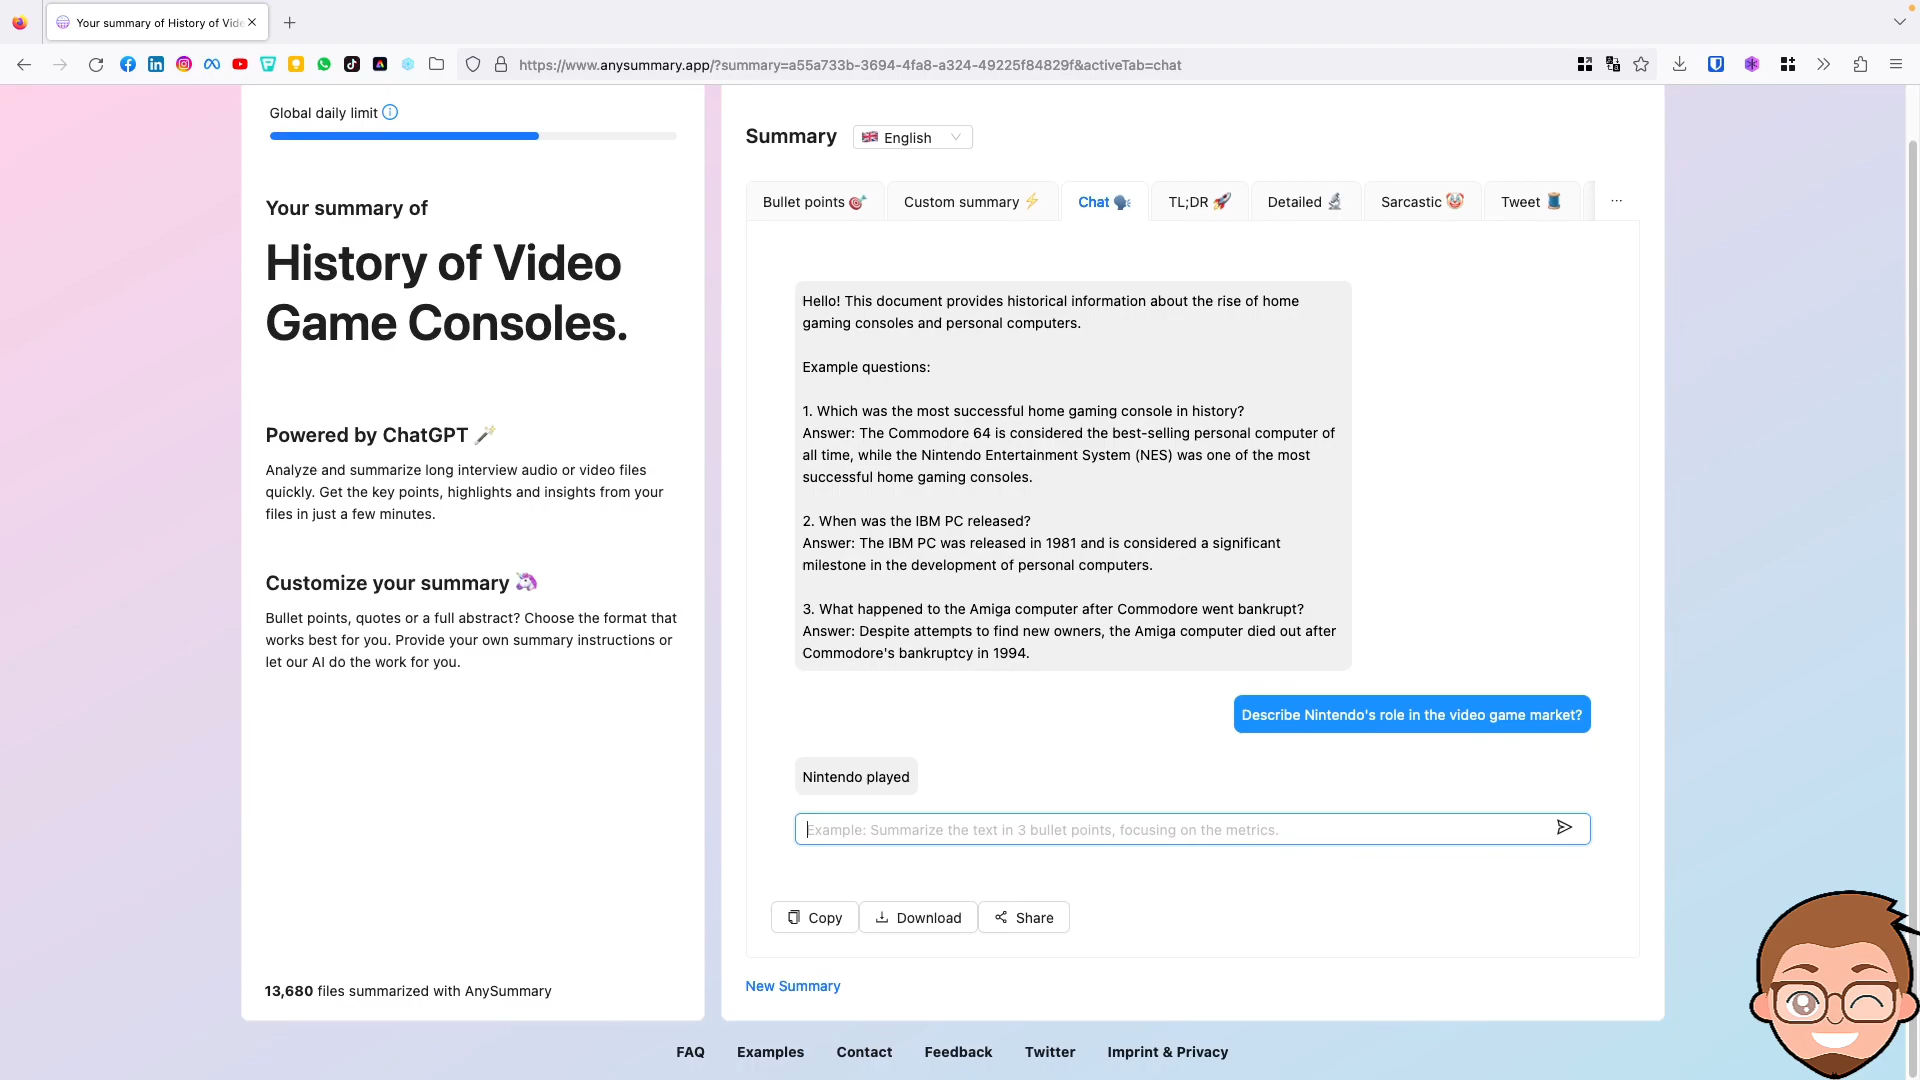 Your summary of History of Vide
https://www.anysummary.app/?summary=a55a733b-3694-4fa8-a324-49225f84829f&activeTab=chat
Global daily limit
Your summary of
History of Video
Game Consoles.
Powered by ChatGPT
Analyze and summarize long interview audio or video files
quickly. Get the key points, highlights and insights from your
files in just a few minutes.
Customize your summary
Bullet points, quotes or a full abstract? Choose the format that
works best for you. Provide your own summary instructions or
let our AI do the work for you.
13,680 files summarized with AnySummary
Summary
English
Bullet points
Custom summary
Chat
TL;DR
Detailed
Sarcastic
Tweet
...
Hello! This document provides historical information about the rise of home
gaming consoles and personal computers.
Example questions:
1. Which was the most successful home gaming console in history?
Answer: The Commodore 64 is considered the best-selling personal computer of
all time, while the Nintendo Entertainment System (NES) was one of the most
successful home gaming consoles.
2. When was the IBM PC released?
Answer: The IBM PC was released in 1981 and is considered a significant
milestone in the development of personal computers.
3. What happened to the Amiga computer after Commodore went bankrupt?
Answer: Despite attempts to find new owners, the Amiga computer died out after
Commodore's bankruptcy in 1994.
Describe Nintendo's role in the video game market?
Nintendo played
Example: Summarize the text in 3 bullet points, focusing on the metrics.
Copy
Download
Share
New Summary
FAQ
Examples
Contact
Feedback
Twitter
Imprint & Privacy